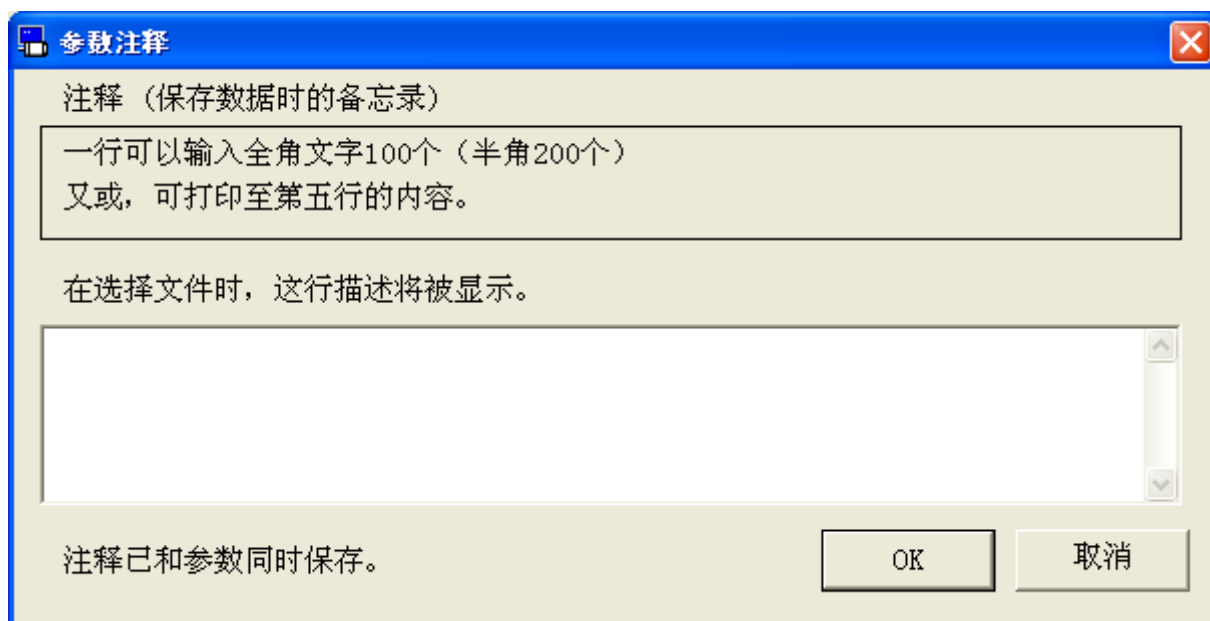 参数注释
注释（保存数据时的备忘录）
一行可以输入全角文字100个（半角200个）
又或，可打印至第五行的内容。
在选择文件时，这行描述将被显示。
注释已和参数同时保存。
OK
取消